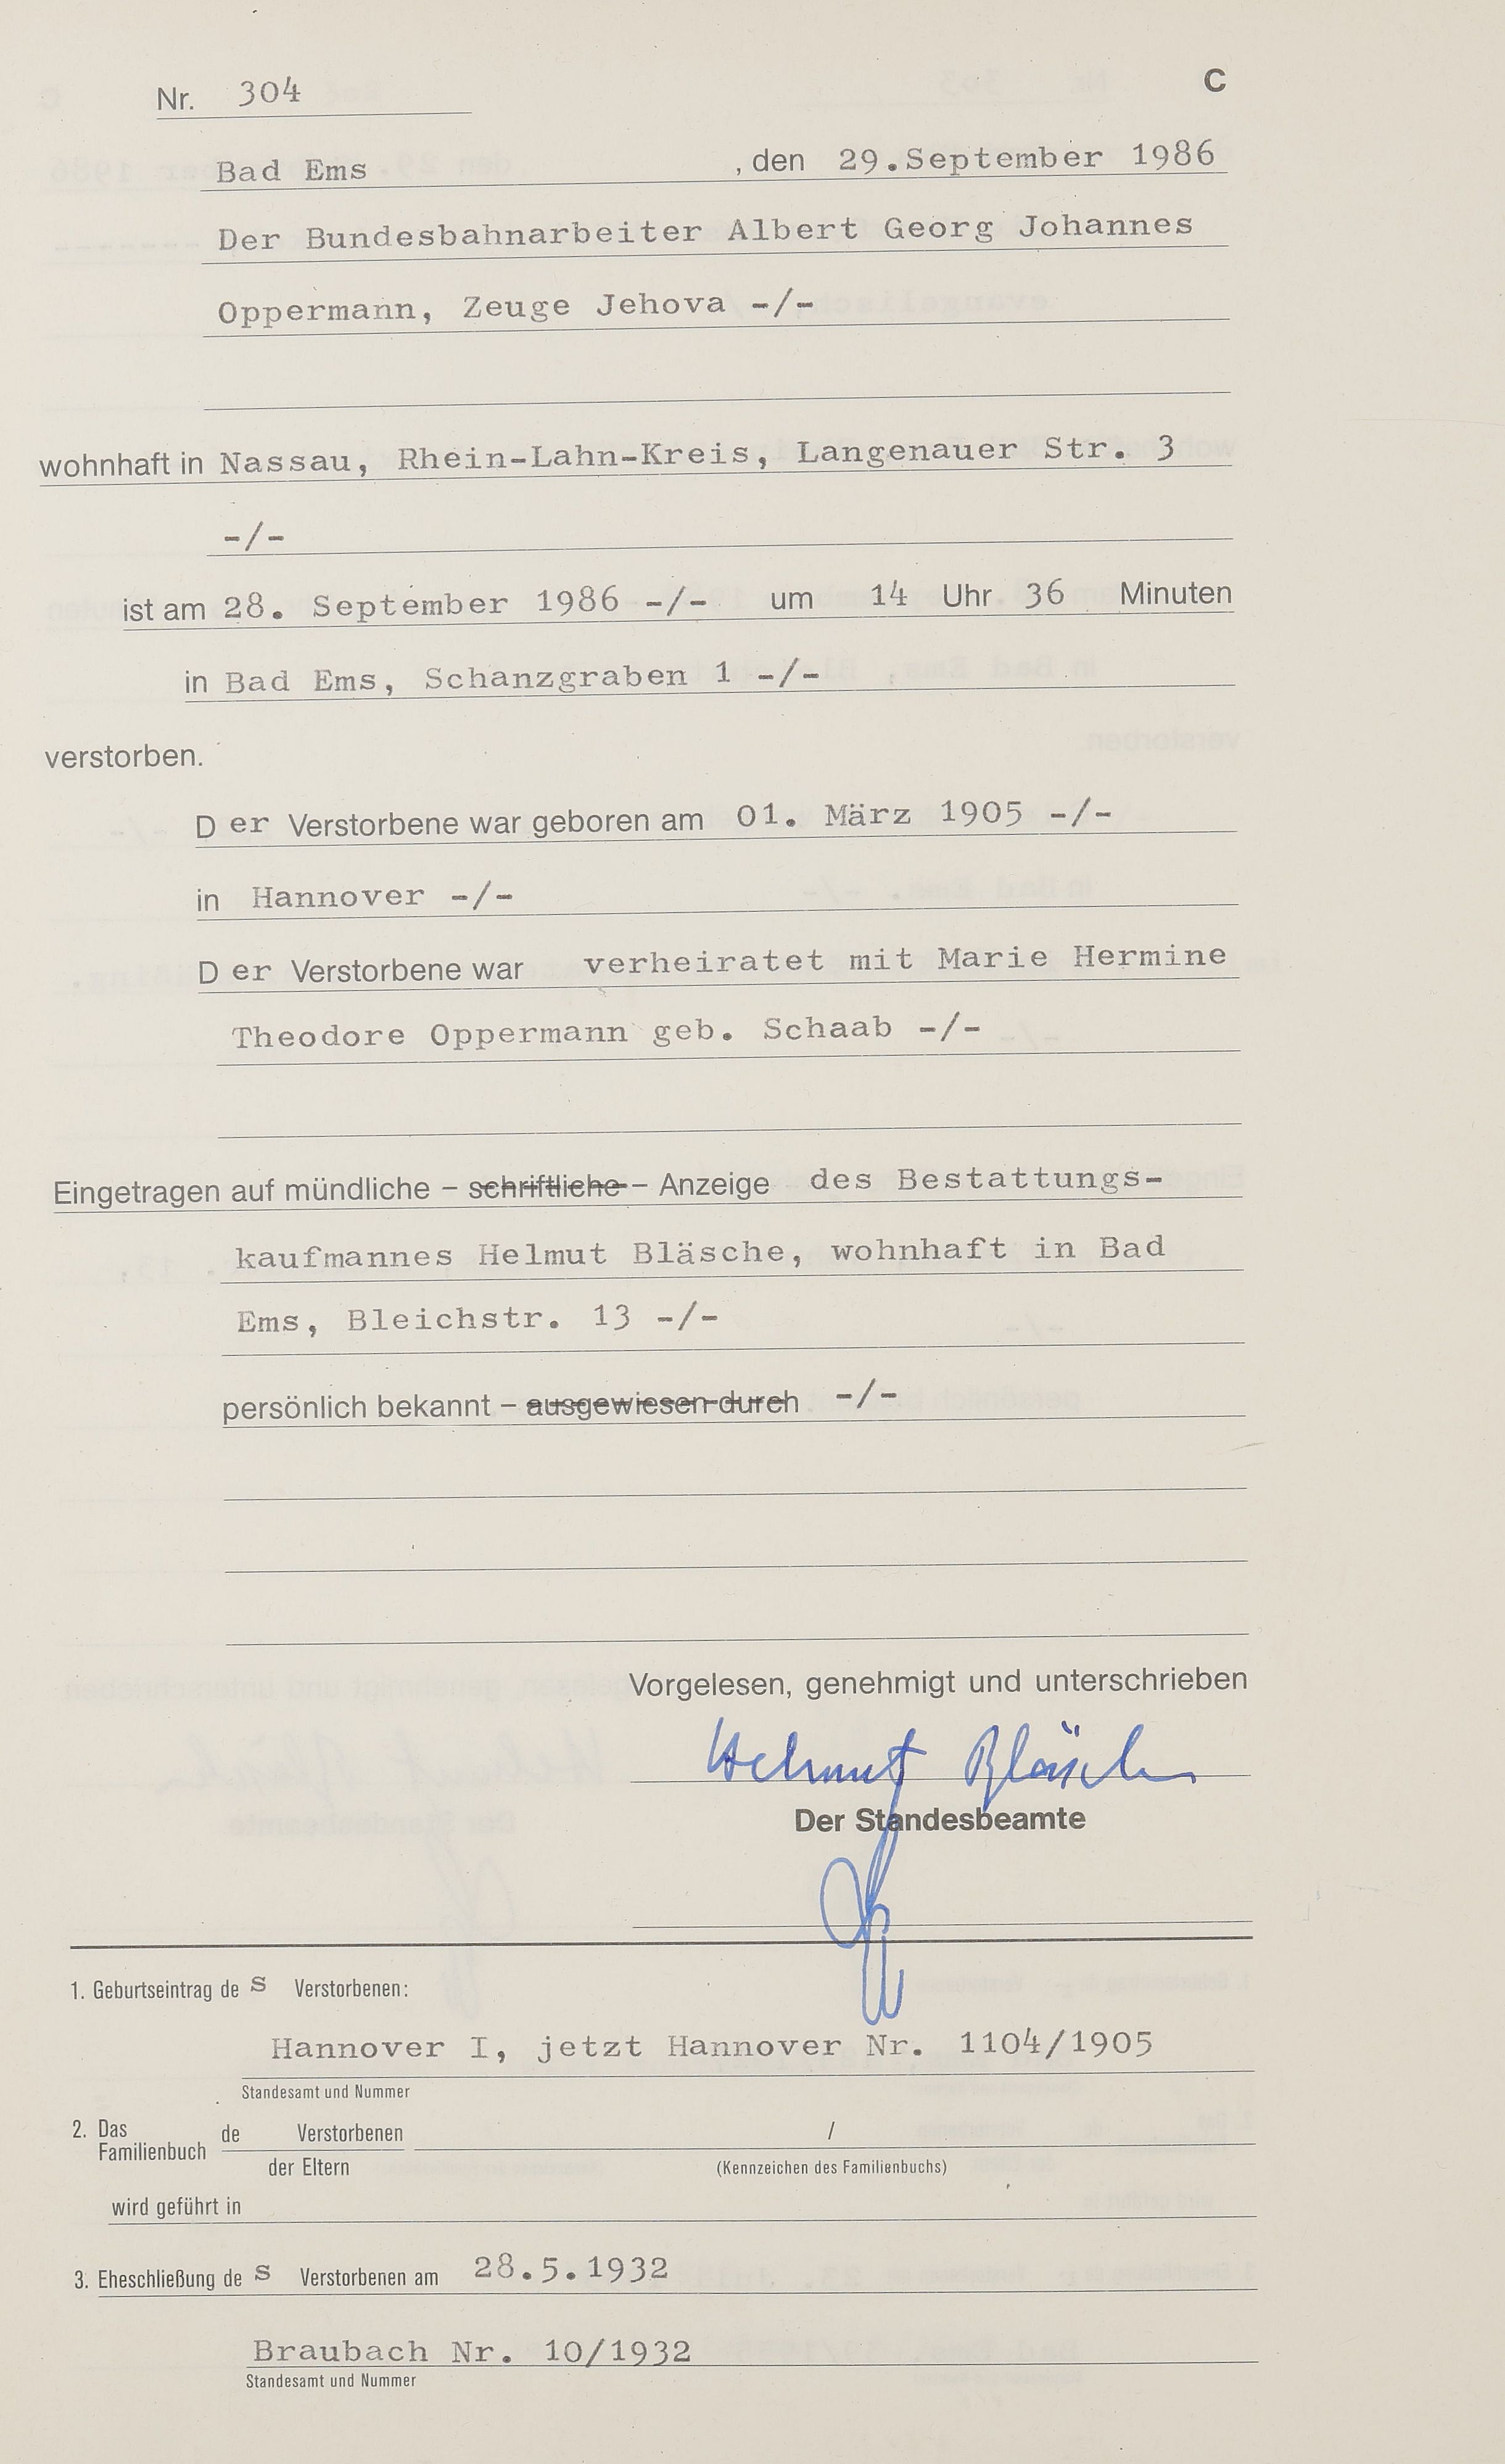 Nr. 304
C
Bad Ems , den 29.September 1986
Der Bundesbahnarbeiter Albert Georg Johannes
Oppermann, Zeuge Jehova -/-
wohnhaft in Nassau, Rhein-Lahn-Kreis, Langenauer Str. 3
-/-
ist am 28. September 1986 -/- um 14 Uhr 36 Minuten
in Bad Ems, Schanzgraben 1 -/-
verstorben.
D er Verstorbene war geboren am 01. März 1905 -/-
in Hannover -/-
D er Verstorbene war verheiratet mit Marie Hermine
Theodore Oppermann geb. Schaab -/-
Eingetragen auf mündliche – schriftliche – Anzeige des Bestattungs-
kaufmannes Helmut Bläsche, wohnhaft in Bad
Ems, Bleichstr. 13 -/-
persönlich bekannt – ausgewiesen durch -/-
Vorgelesen, genehmigt und unterschrieben
Helmut Bläsche
Der Standesbeamte
1. Geburtseintrag de s Verstorbenen:
Hannover I, jetzt Hannover Nr. 1104/1905
Standesamt und Nummer
2. Das Familienbuch de Verstorbenen /
der Eltern (Kennzeichen des Familienbuchs)
wird geführt in
3. Eheschließung de s Verstorbenen am 28.5.1932
Braubach Nr. 10/1932
Standesamt und Nummer